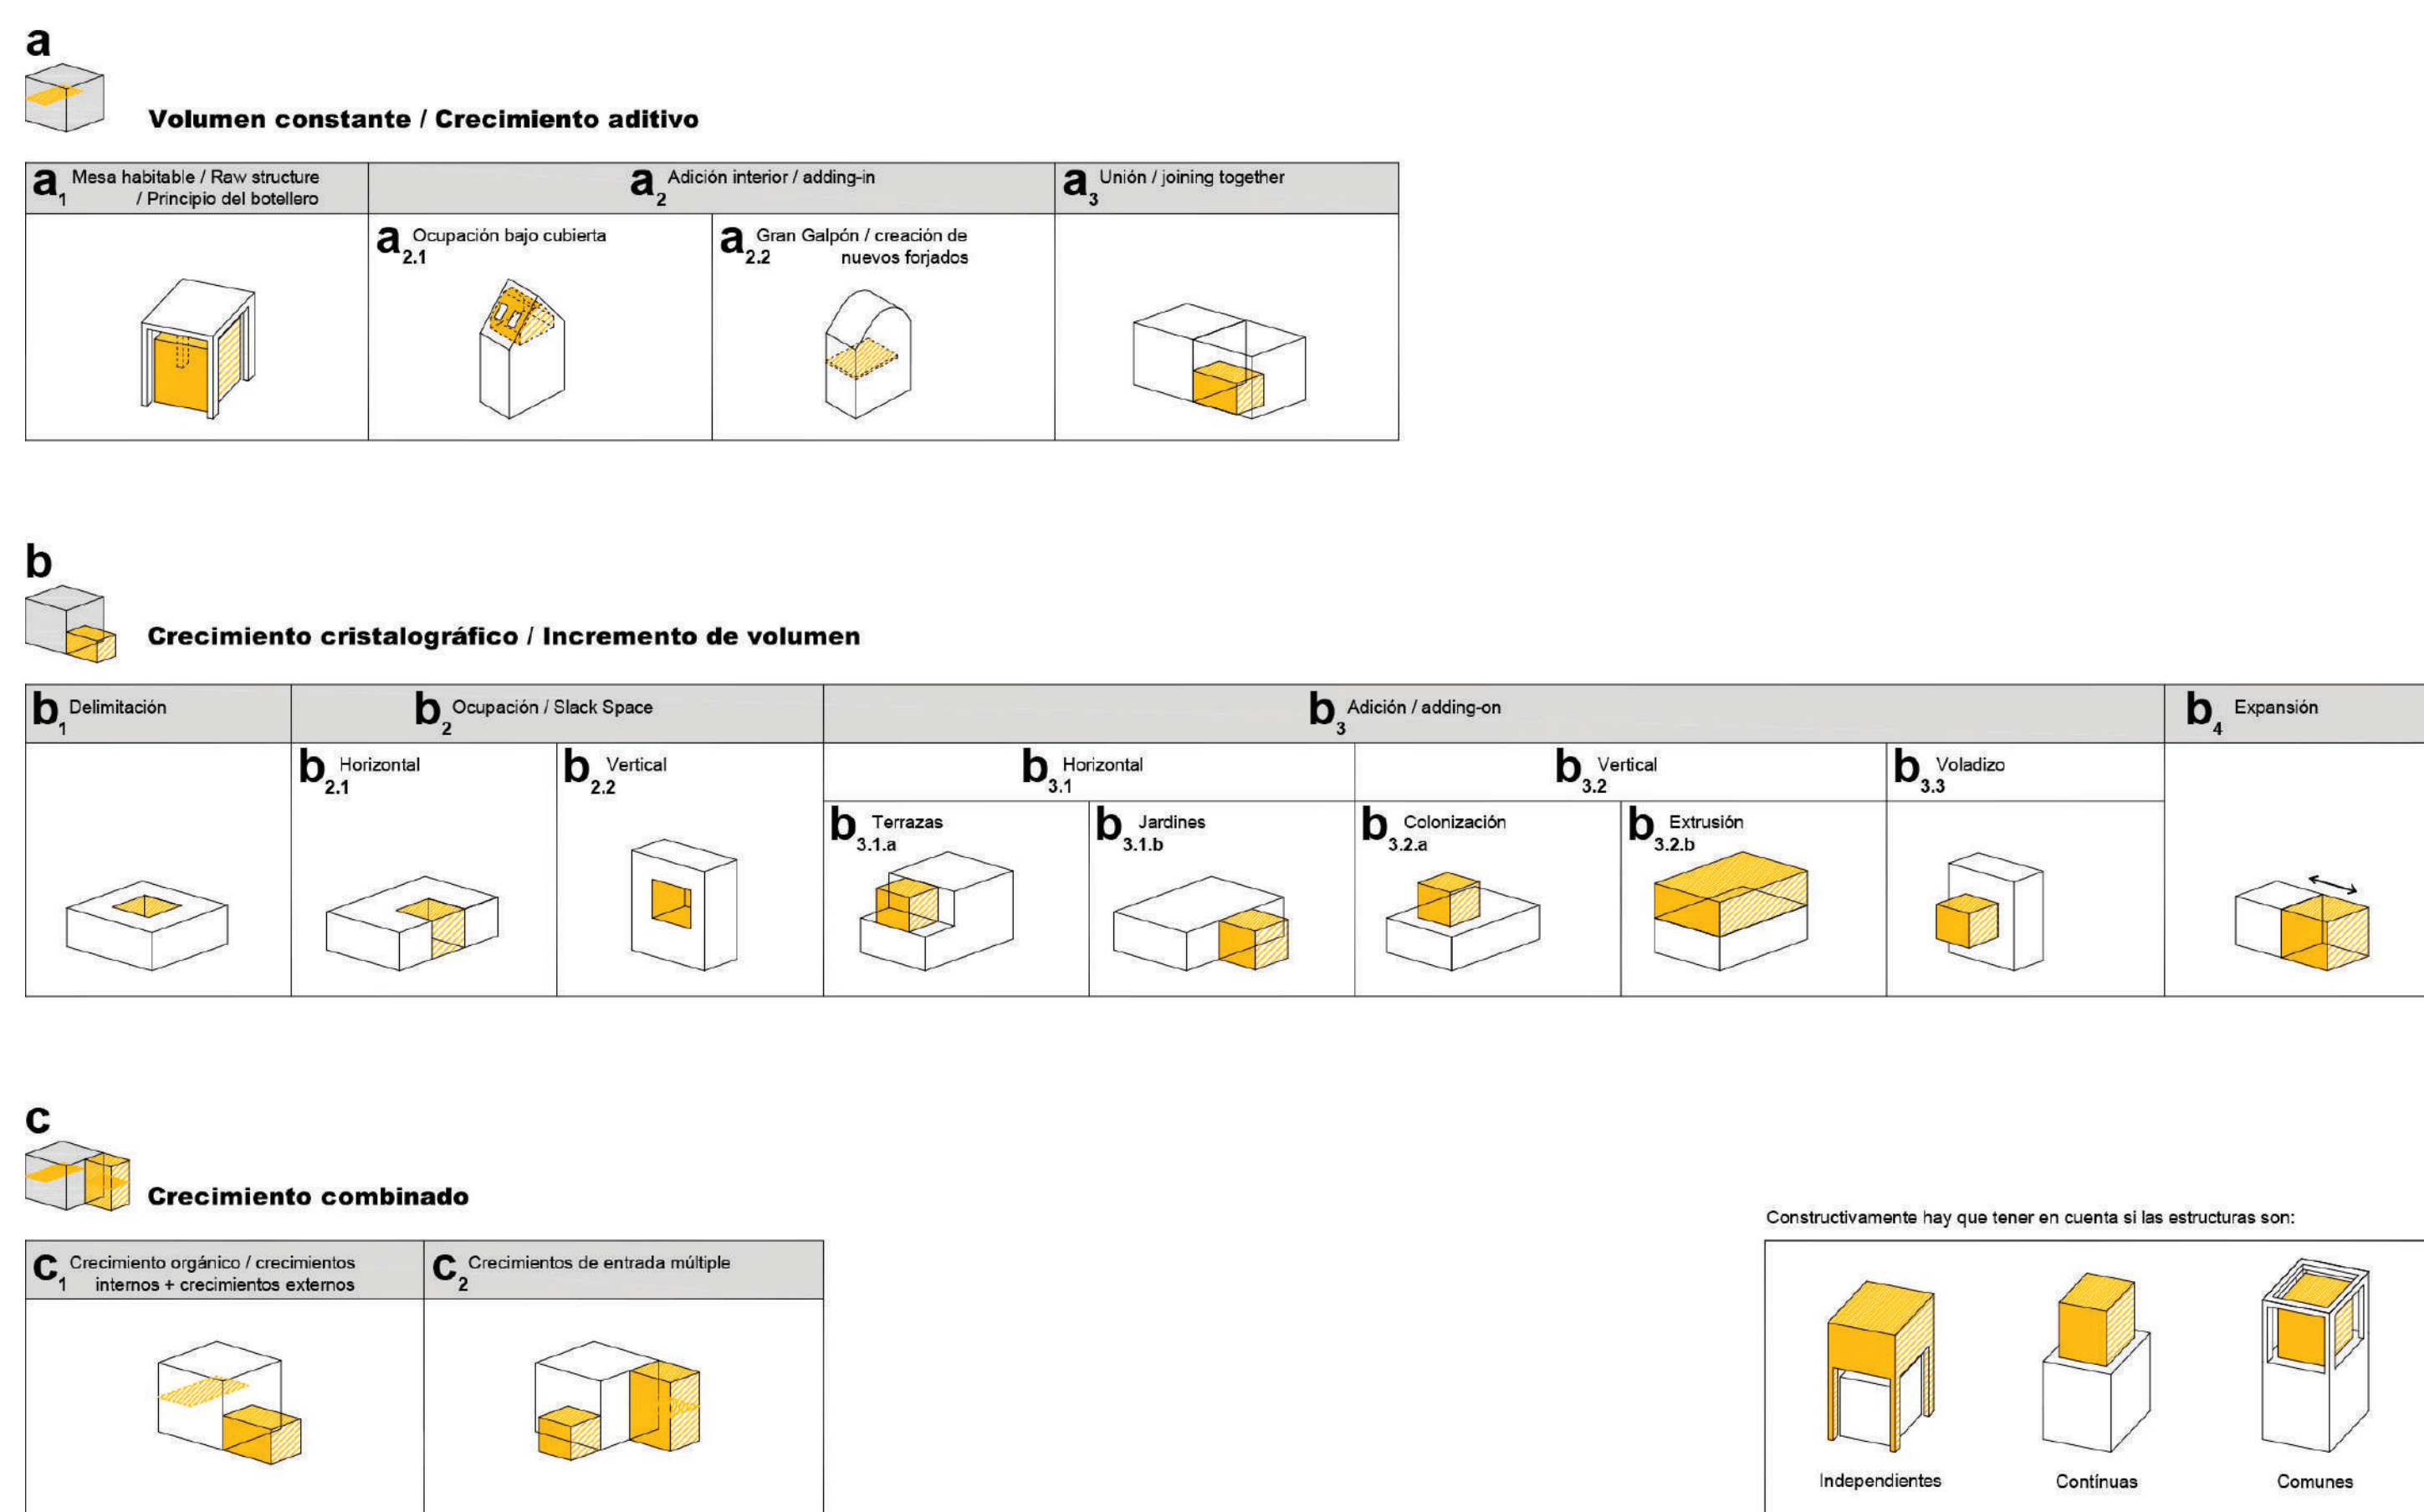 a
Volumen constante / Crecimiento aditivo
a1 Mesa habitable / Raw structure
/ Principio del botellero
a2 Adición interior / adding-in
a3 Unión / joining together
a2.1 Ocupación bajo cubierta
a2.2 Gran Galpón / creación de
nuevos forjados
b
Crecimiento cristalográfico / Incremento de volumen
b1 Delimitación
b2 Ocupación / Slack Space
b3 Adición / adding-on
b4 Expansión
b2.1 Horizontal
b2.2 Vertical
b3.1 Horizontal
b3.2 Vertical
b3.3 Voladizo
b3.1.a Terrazas
b3.1.b Jardines
b3.2.a Colonización
b3.2.b Extrusión
c
Crecimiento combinado
c1 Crecimiento orgánico / crecimientos
internos + crecimientos externos
c2 Crecimientos de entrada múltiple
Constructivamente hay que tener en cuenta si las estructuras son:
Independientes
Contínuas
Comunes